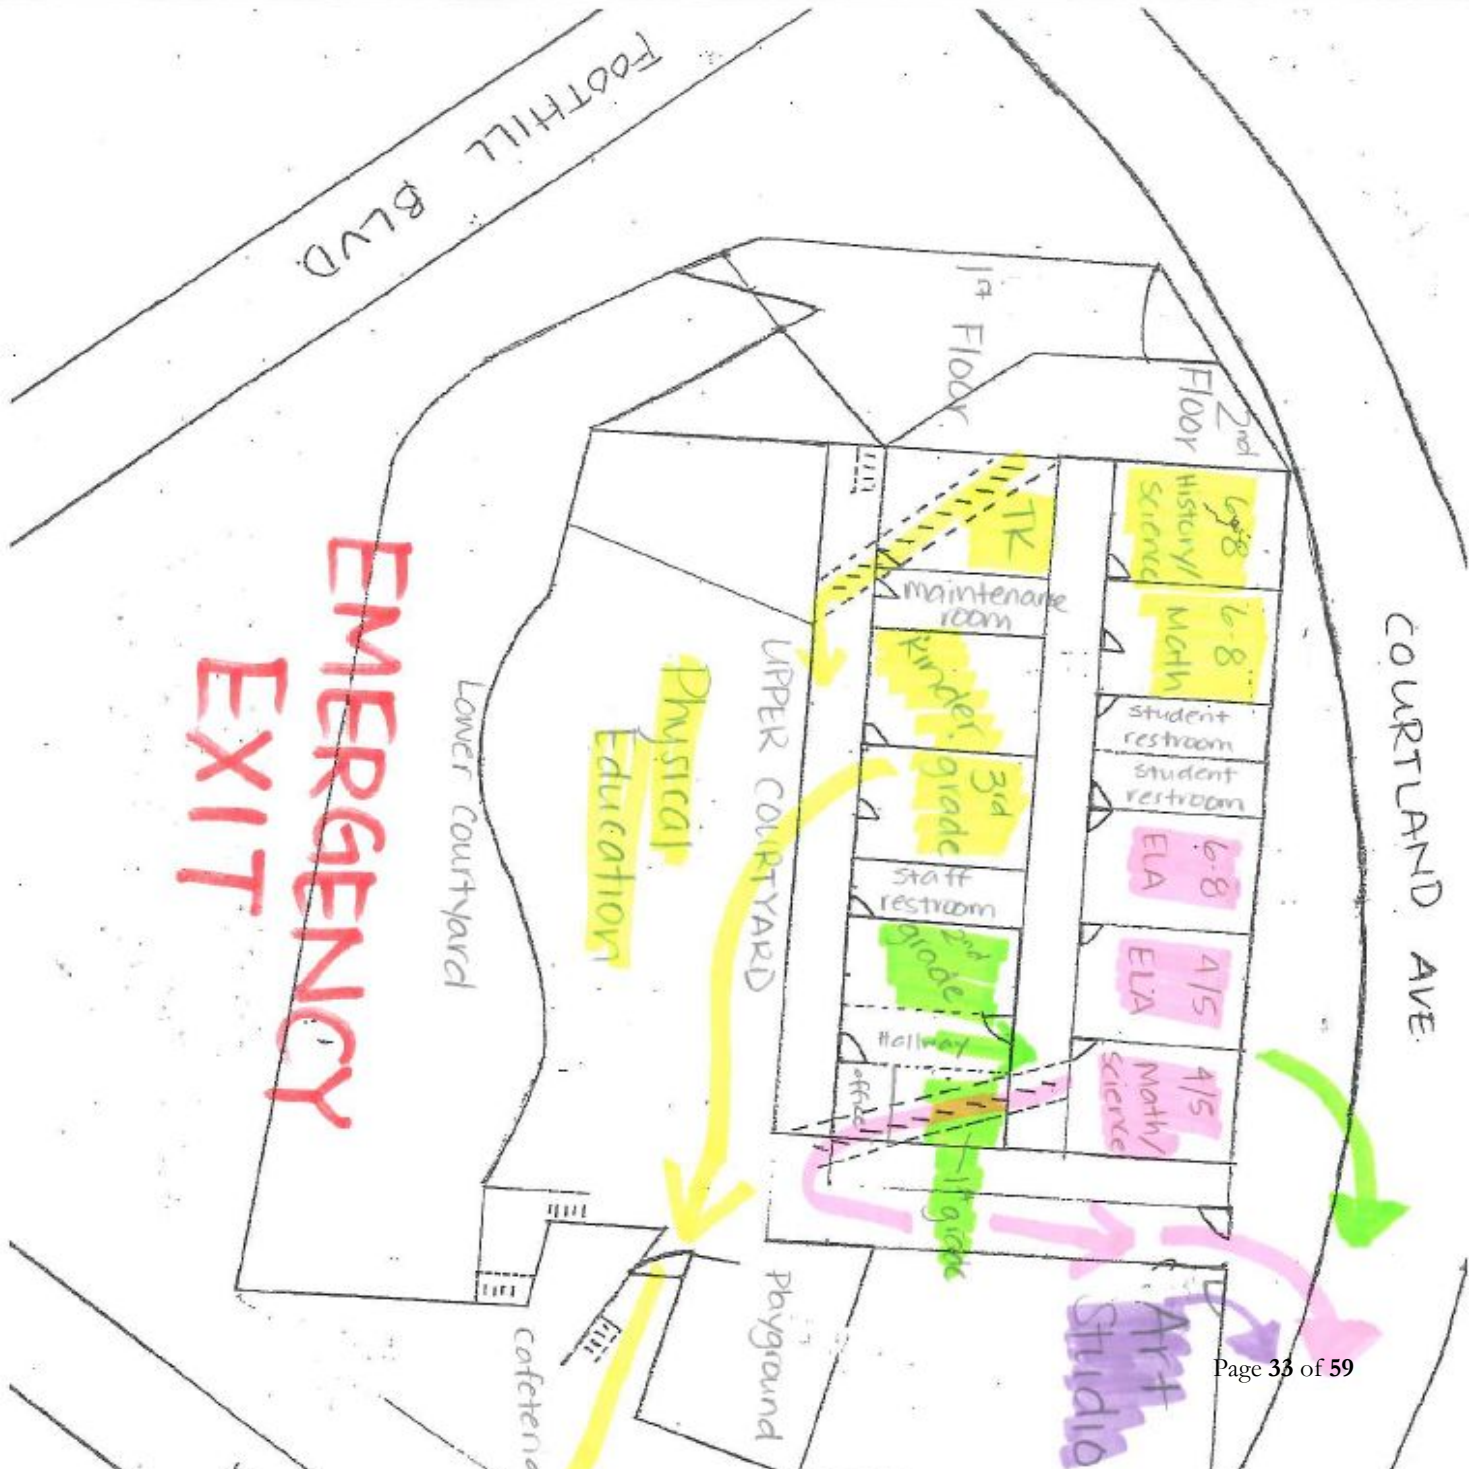 FOOTHILL BLVD
COURTLAND AVE.
1st Floor
2nd
Floor
6-8
History/
Science
6-8
Math
student
restroom
student
restroom
6-8
ELA
4/5
ELA
4/5
Math/
science
TK
maintenance
room
Kinder
3rd
grade
staff
restroom
2nd
grade
Hallway
office
1st grade
UPPER COURTYARD
Physical
Education
Lower Courtyard
EMERGENCY
EXIT
Playground
Cafeteria
Art
Studio
Page 33 of 59